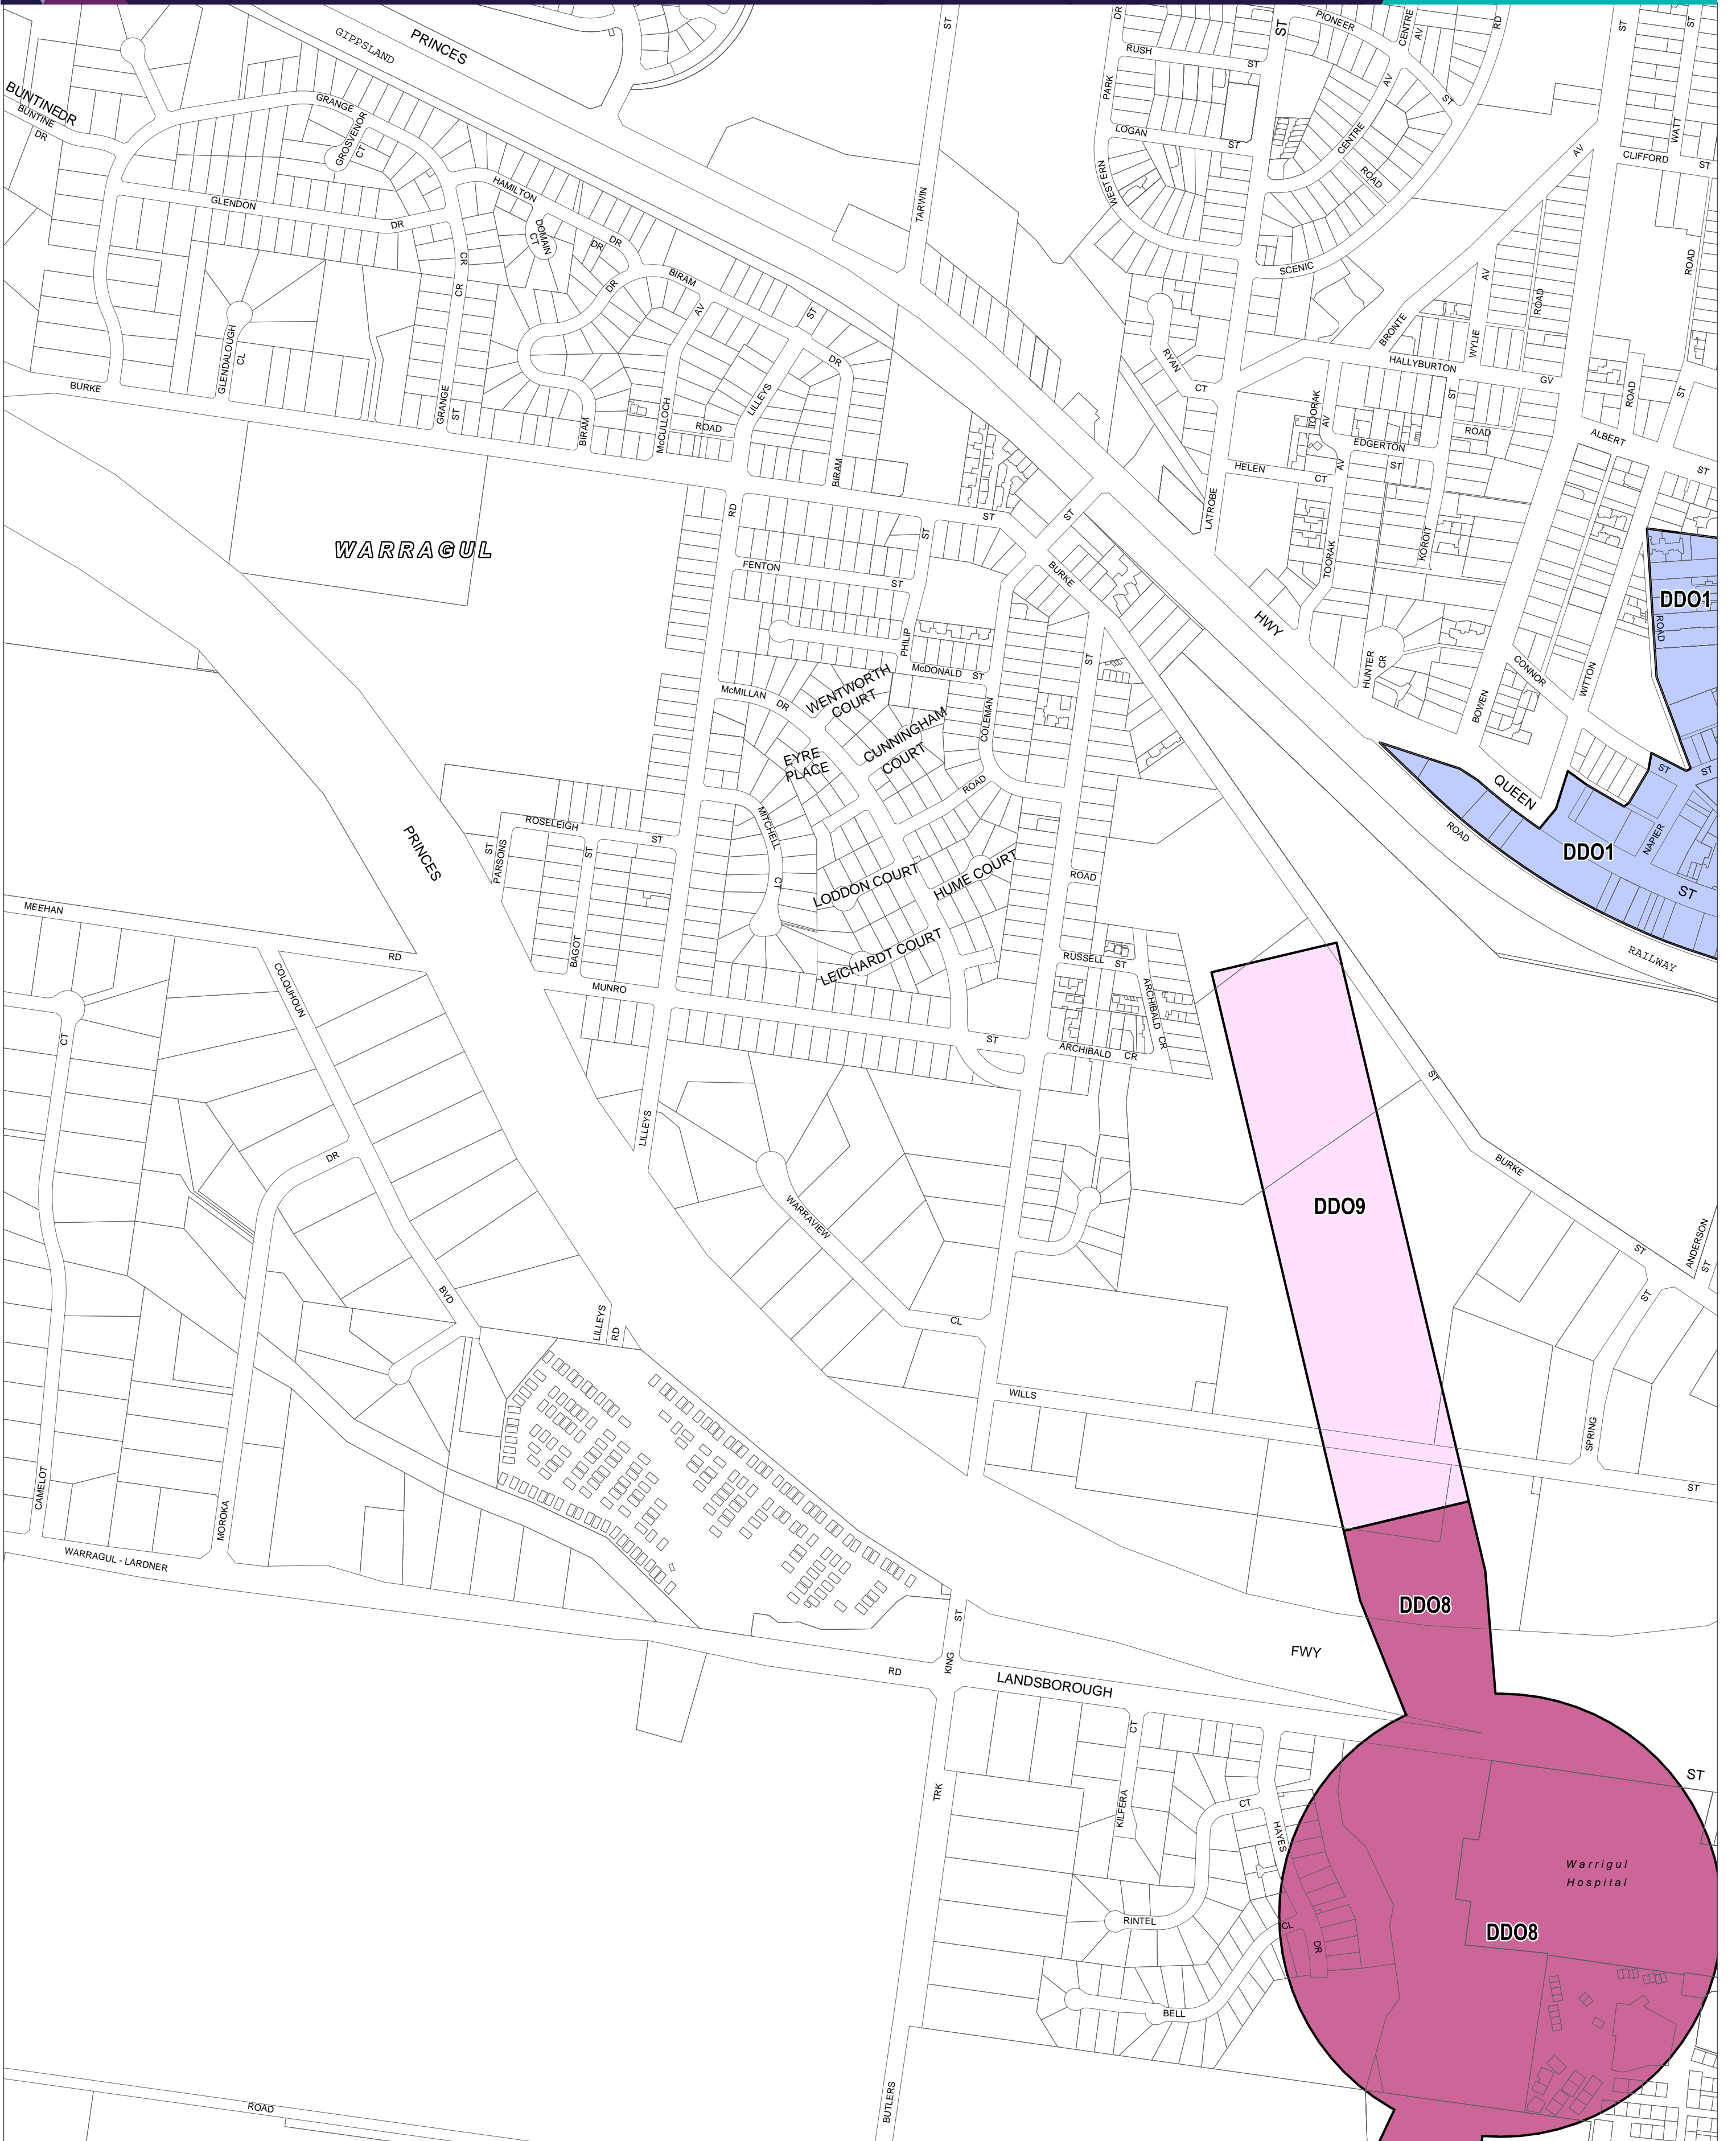 PRINCES
GIPPSLAND
ST
DR
RUSH
ST
ST
PIONEER
CENTRE
AV
RD
ST
ST
BUNTINE DR
BUNTINE
DR
GRANGE
GROSVENOR
CT
PARK
LOGAN
ST
CENTRE
AV
ST
ROAD
WATT
CLIFFORD
ST
AV
GLENDON
DR
HAMILTON
DR
DOMAIN
CT
DR
CR
CR
TARWIN
WESTERN
SCENIC
ROAD
BIRAM
DR
AV
ST
DR
AV
ROAD
BRONTE
WYLIE
HALLYBURTON
GV
RYAN
CT
GLENDALOUGH
CL
BURKE
GRANGE
ST
BIRAM
McCULLOCH
LILLEYS
ROAD
BIRAM
TOORAK
AV
EDGERTON
ST
ROAD
ROAD
ST
ALBERT
ST
HELEN
CT
AV
ST
LATROBE
WARRAGUL
RD
ST
ST
ST
FENTON
ST
BURKE
TOORAK
KOROIT
HWY
DDO1
ROAD
PHILIP
McDONALD ST
ST
HUNTER
CR
CONNOR
WITTON
BOWEN
McMILLAN
DR
WENTWORTH
COURT
CUNNINGHAM
COURT
COLEMAN
EYRE
PLACE
ROAD
QUEEN
ST
ST
ROAD
NAPIER
DDO1
ST
PRINCES
ROSELEIGH
ST
ST
PARSONS
ST
MITCHELL
CT
LODDON COURT
HUME COURT
ROAD
MEEHAN
RD
BAGOT
LEICHARDT COURT
RUSSELL ST
RAILWAY
COLQUHOUN
MUNRO
ST
ARCHIBALD
CR
ARCHIBALD CR
CT
ST
LILLEYS
DR
WARRAVIEW
BURKE
DDO9
ST
ANDERSON
ST
BVD
LILLEYS
RD
CL
ST
WILLS
SPRING
ST
CAMELOT
MOROKA
WARRAGUL - LARDNER
DDO8
ST
KING
RD
FWY
LANDSBOROUGH
CT
TRK
KILFERA
CT
HAYES
ST
Warrigul
Hospital
RINTEL
CL
DR
DDO8
BELL
BUTLERS
ROAD